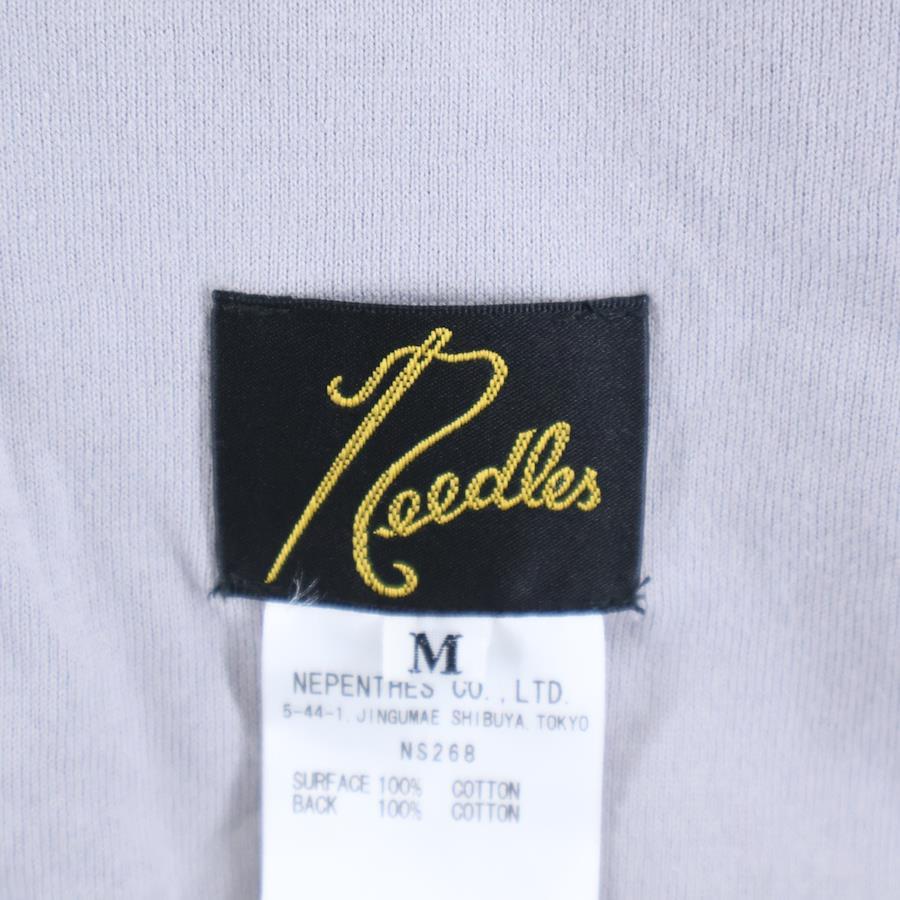 Needles
M
NEPENTHES CO., LTD.
5-44-1, JINGUMAE SHIBUYA, TOKYO
NS268
SURFACE 100% COTTON
BACK 100% COTTON